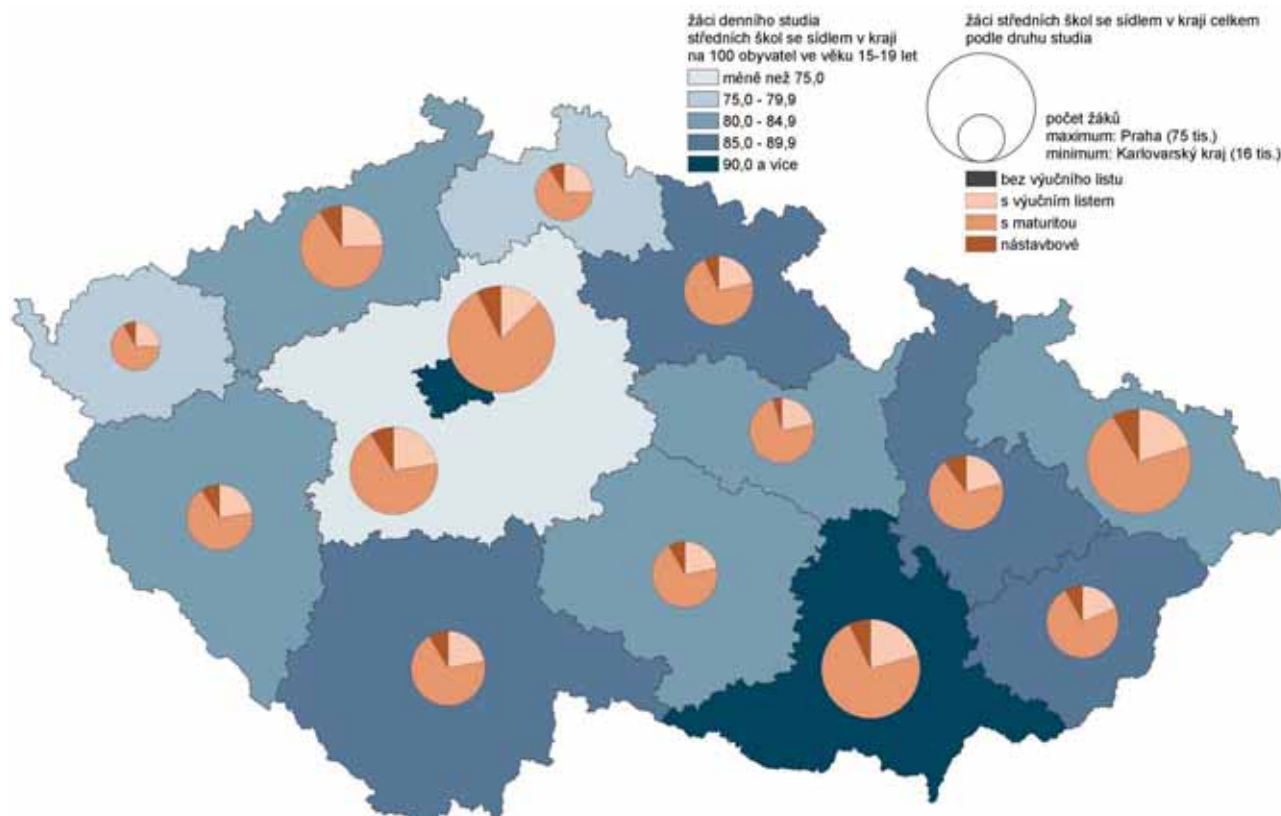 žáci denního studia
středních škol se sídlem v kraji
na 100 obyvatel ve věku 15-19 let
méně než 75,0
75,0 - 79,9
80,0 - 84,9
85,0 - 89,9
90,0 a více
žáci středních škol se sídlem v kraji celkem
podle druhu studia
počet žáků
maximum: Praha (75 tis.)
minimum: Karlovarský kraj (16 tis.)
bez výučního listu
s výučním listem
s maturitou
nástavbové